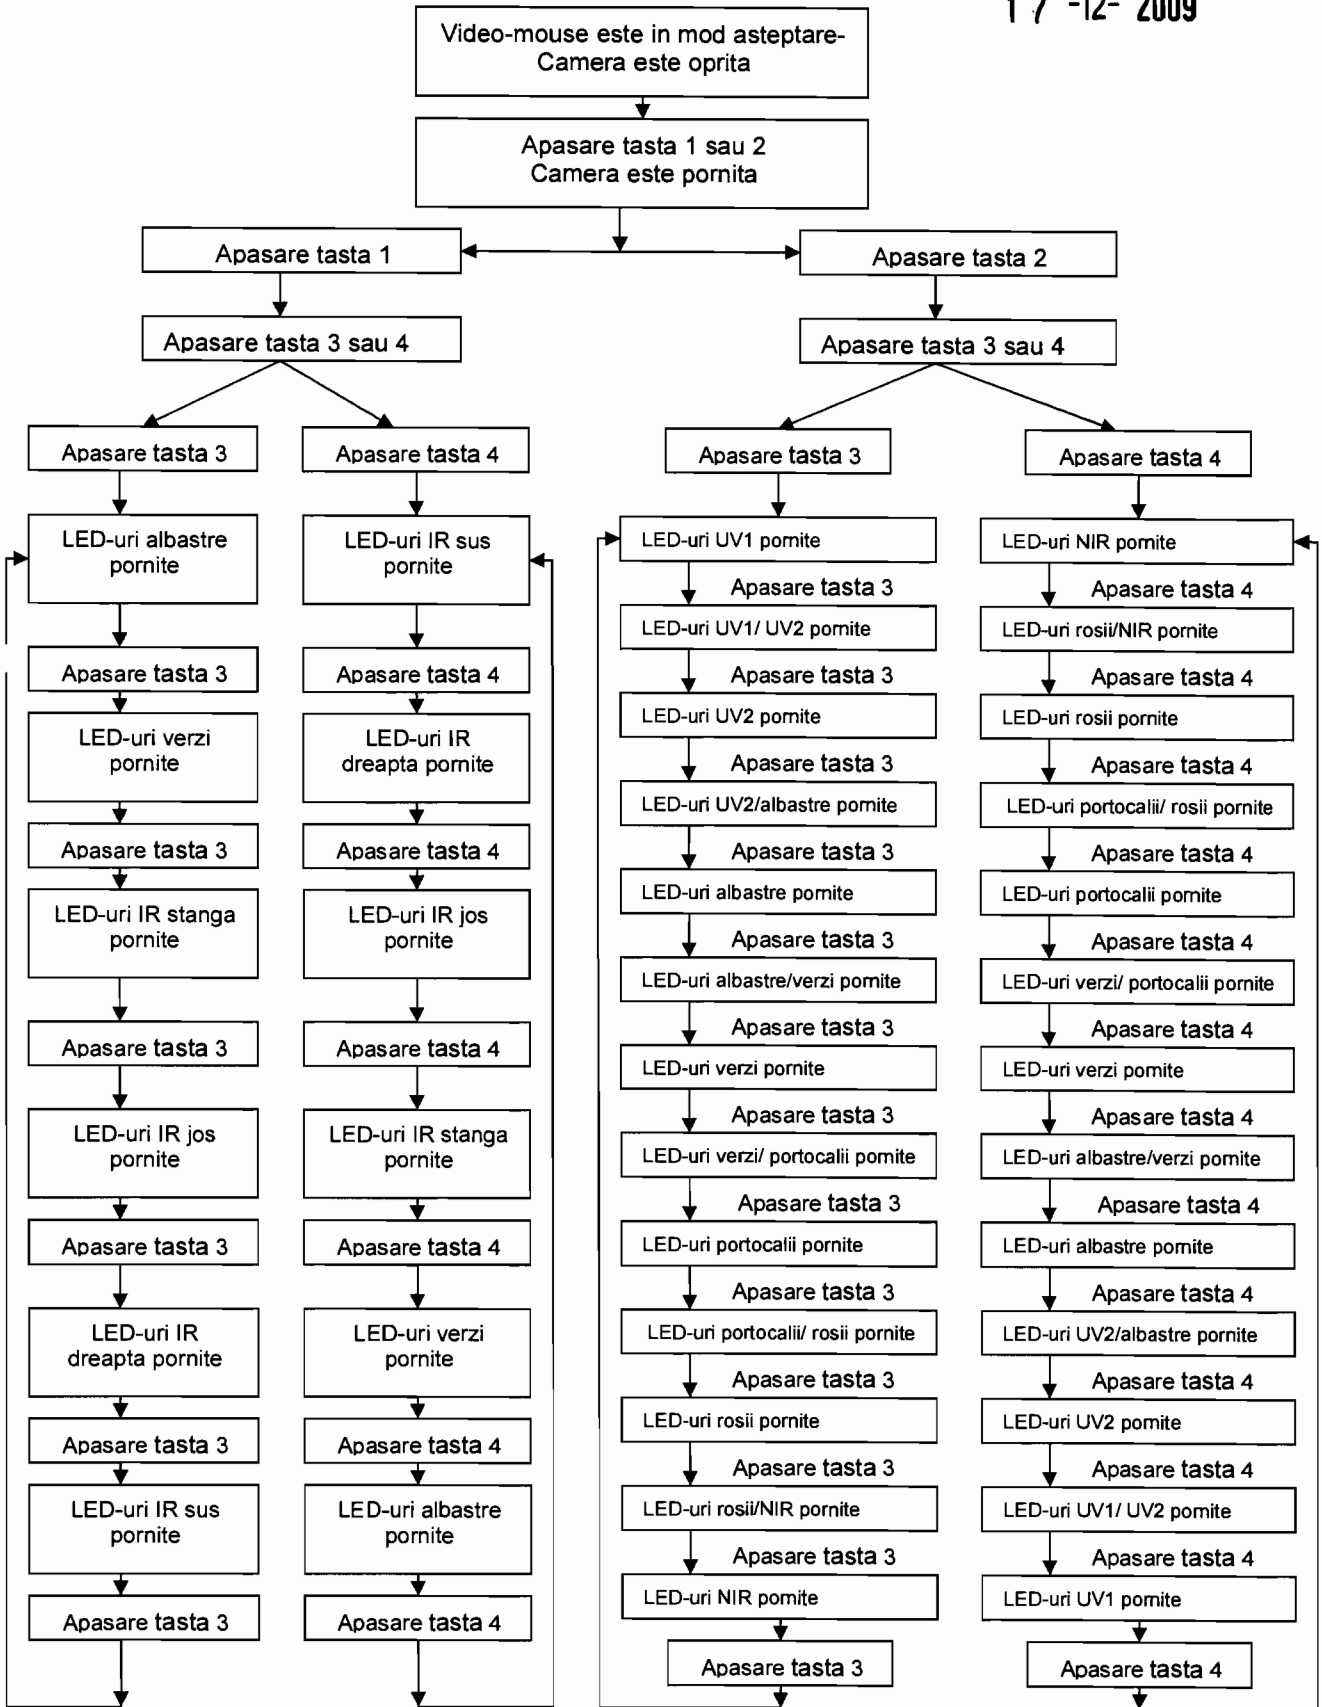 17 -12- 2009
Video-mouse este in mod asteptare-
Camera este oprita
Apasare tasta 1 sau 2
Camera este pornita
Apasare tasta 1
Apasare tasta 2
Apasare tasta 3 sau 4
Apasare tasta 3 sau 4
Apasare tasta 3
LED-uri albastre
pornite
Apasare tasta 3
LED-uri verzi
pornite
Apasare tasta 3
LED-uri IR stanga
pornite
Apasare tasta 3
LED-uri IR jos
pornite
Apasare tasta 3
LED-uri IR
dreapta pornite
Apasare tasta 3
LED-uri IR sus
pornite
Apasare tasta 3
Apasare tasta 4
LED-uri IR sus
pornite
Apasare tasta 4
LED-uri IR
dreapta pornite
Apasare tasta 4
LED-uri IR jos
pornite
Apasare tasta 4
LED-uri IR stanga
pornite
Apasare tasta 4
LED-uri verzi
pornite
Apasare tasta 4
LED-uri albastre
pornite
Apasare tasta 4
Apasare tasta 3
LED-uri UV1 pornite
Apasare tasta 3
LED-uri UV1/ UV2 pornite
Apasare tasta 3
LED-uri UV2 pornite
Apasare tasta 3
LED-uri UV2/albastre pornite
Apasare tasta 3
LED-uri albastre pornite
Apasare tasta 3
LED-uri albastre/verzi pornite
Apasare tasta 3
LED-uri verzi pornite
Apasare tasta 3
LED-uri verzi/ portocalii pornite
Apasare tasta 3
LED-uri portocalii pornite
Apasare tasta 3
LED-uri portocalii/ rosii pornite
Apasare tasta 3
LED-uri rosii pornite
Apasare tasta 3
LED-uri rosii/NIR pornite
Apasare tasta 3
LED-uri NIR pornite
Apasare tasta 3
Apasare tasta 4
LED-uri NIR pornite
Apasare tasta 4
LED-uri rosii/NIR pornite
Apasare tasta 4
LED-uri rosii pornite
Apasare tasta 4
LED-uri portocalii/ rosii pornite
Apasare tasta 4
LED-uri portocalii pornite
Apasare tasta 4
LED-uri verzi/ portocalii pornite
Apasare tasta 4
LED-uri verzi pornite
Apasare tasta 4
LED-uri albastre/verzi pornite
Apasare tasta 4
LED-uri albastre pornite
Apasare tasta 4
LED-uri UV2/albastre pornite
Apasare tasta 4
LED-uri UV2 pornite
Apasare tasta 4
LED-uri UV1/ UV2 pornite
Apasare tasta 4
LED-uri UV1 pornite
Apasare tasta 4